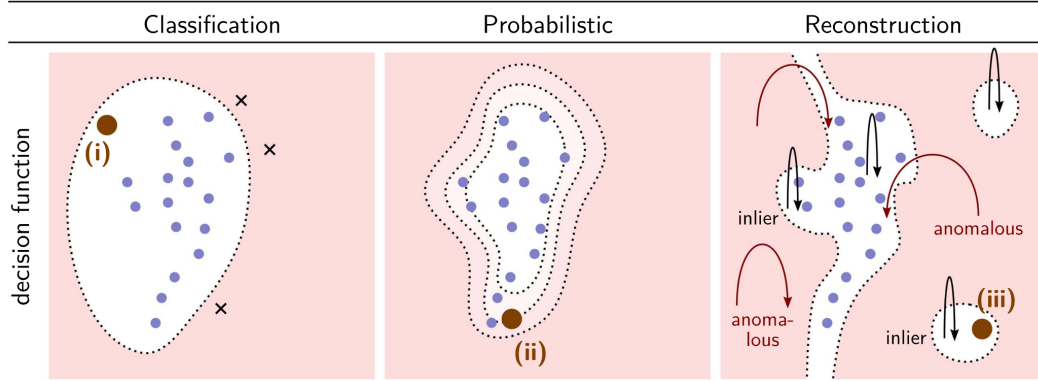 Classification
Probabilistic
Reconstruction
decision function
(i)
(ii)
inlier
anomalous
anoma-
lous
inlier
(iii)